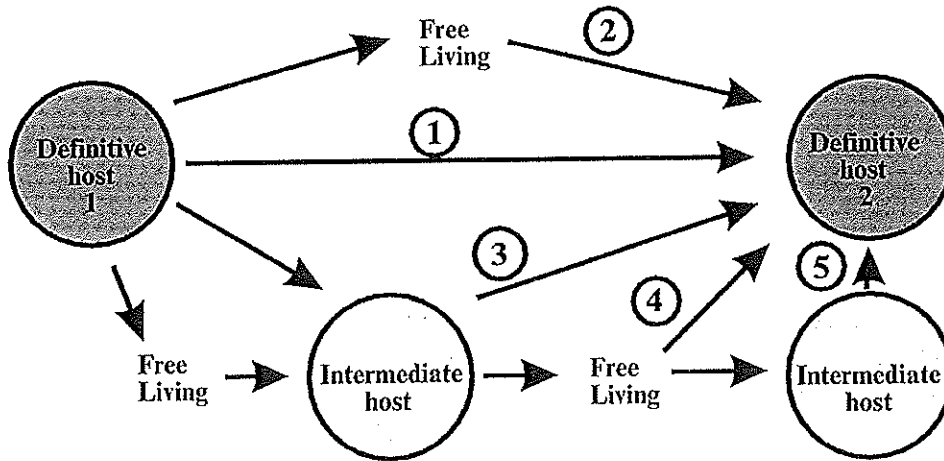 Free
Living
2
1
Definitive
host
1
Definitive
host
2
3
4
5
Free
Living
Intermediate
host
Free
Living
Intermediate
host